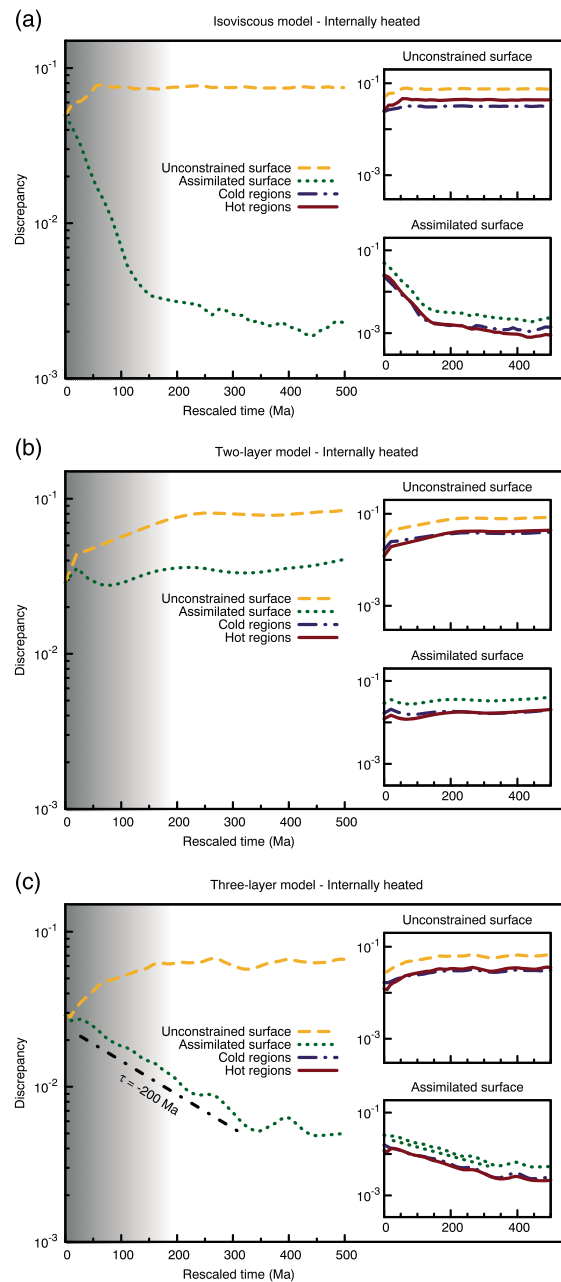 (a)
Isoviscous model - Internally heated
Discrepancy
10-1
10-2
10-3
0 100 200 300 400 500
Rescaled time (Ma)
Unconstrained surface
Assimilated surface
Cold regions
Hot regions
Unconstrained surface
10-1
10-3
Assimilated surface
10-1
10-3
0 200 400
(b)
Two-layer model - Internally heated
Discrepancy
10-1
10-2
10-3
0 100 200 300 400 500
Rescaled time (Ma)
Unconstrained surface
Assimilated surface
Cold regions
Hot regions
Unconstrained surface
10-1
10-3
Assimilated surface
10-1
10-3
0 200 400
(c)
Three-layer model - Internally heated
Discrepancy
10-1
10-2
10-3
0 100 200 300 400 500
Rescaled time (Ma)
Unconstrained surface
Assimilated surface
Cold regions
Hot regions
τ = -200 Ma
Unconstrained surface
10-1
10-3
Assimilated surface
10-1
10-3
0 200 400